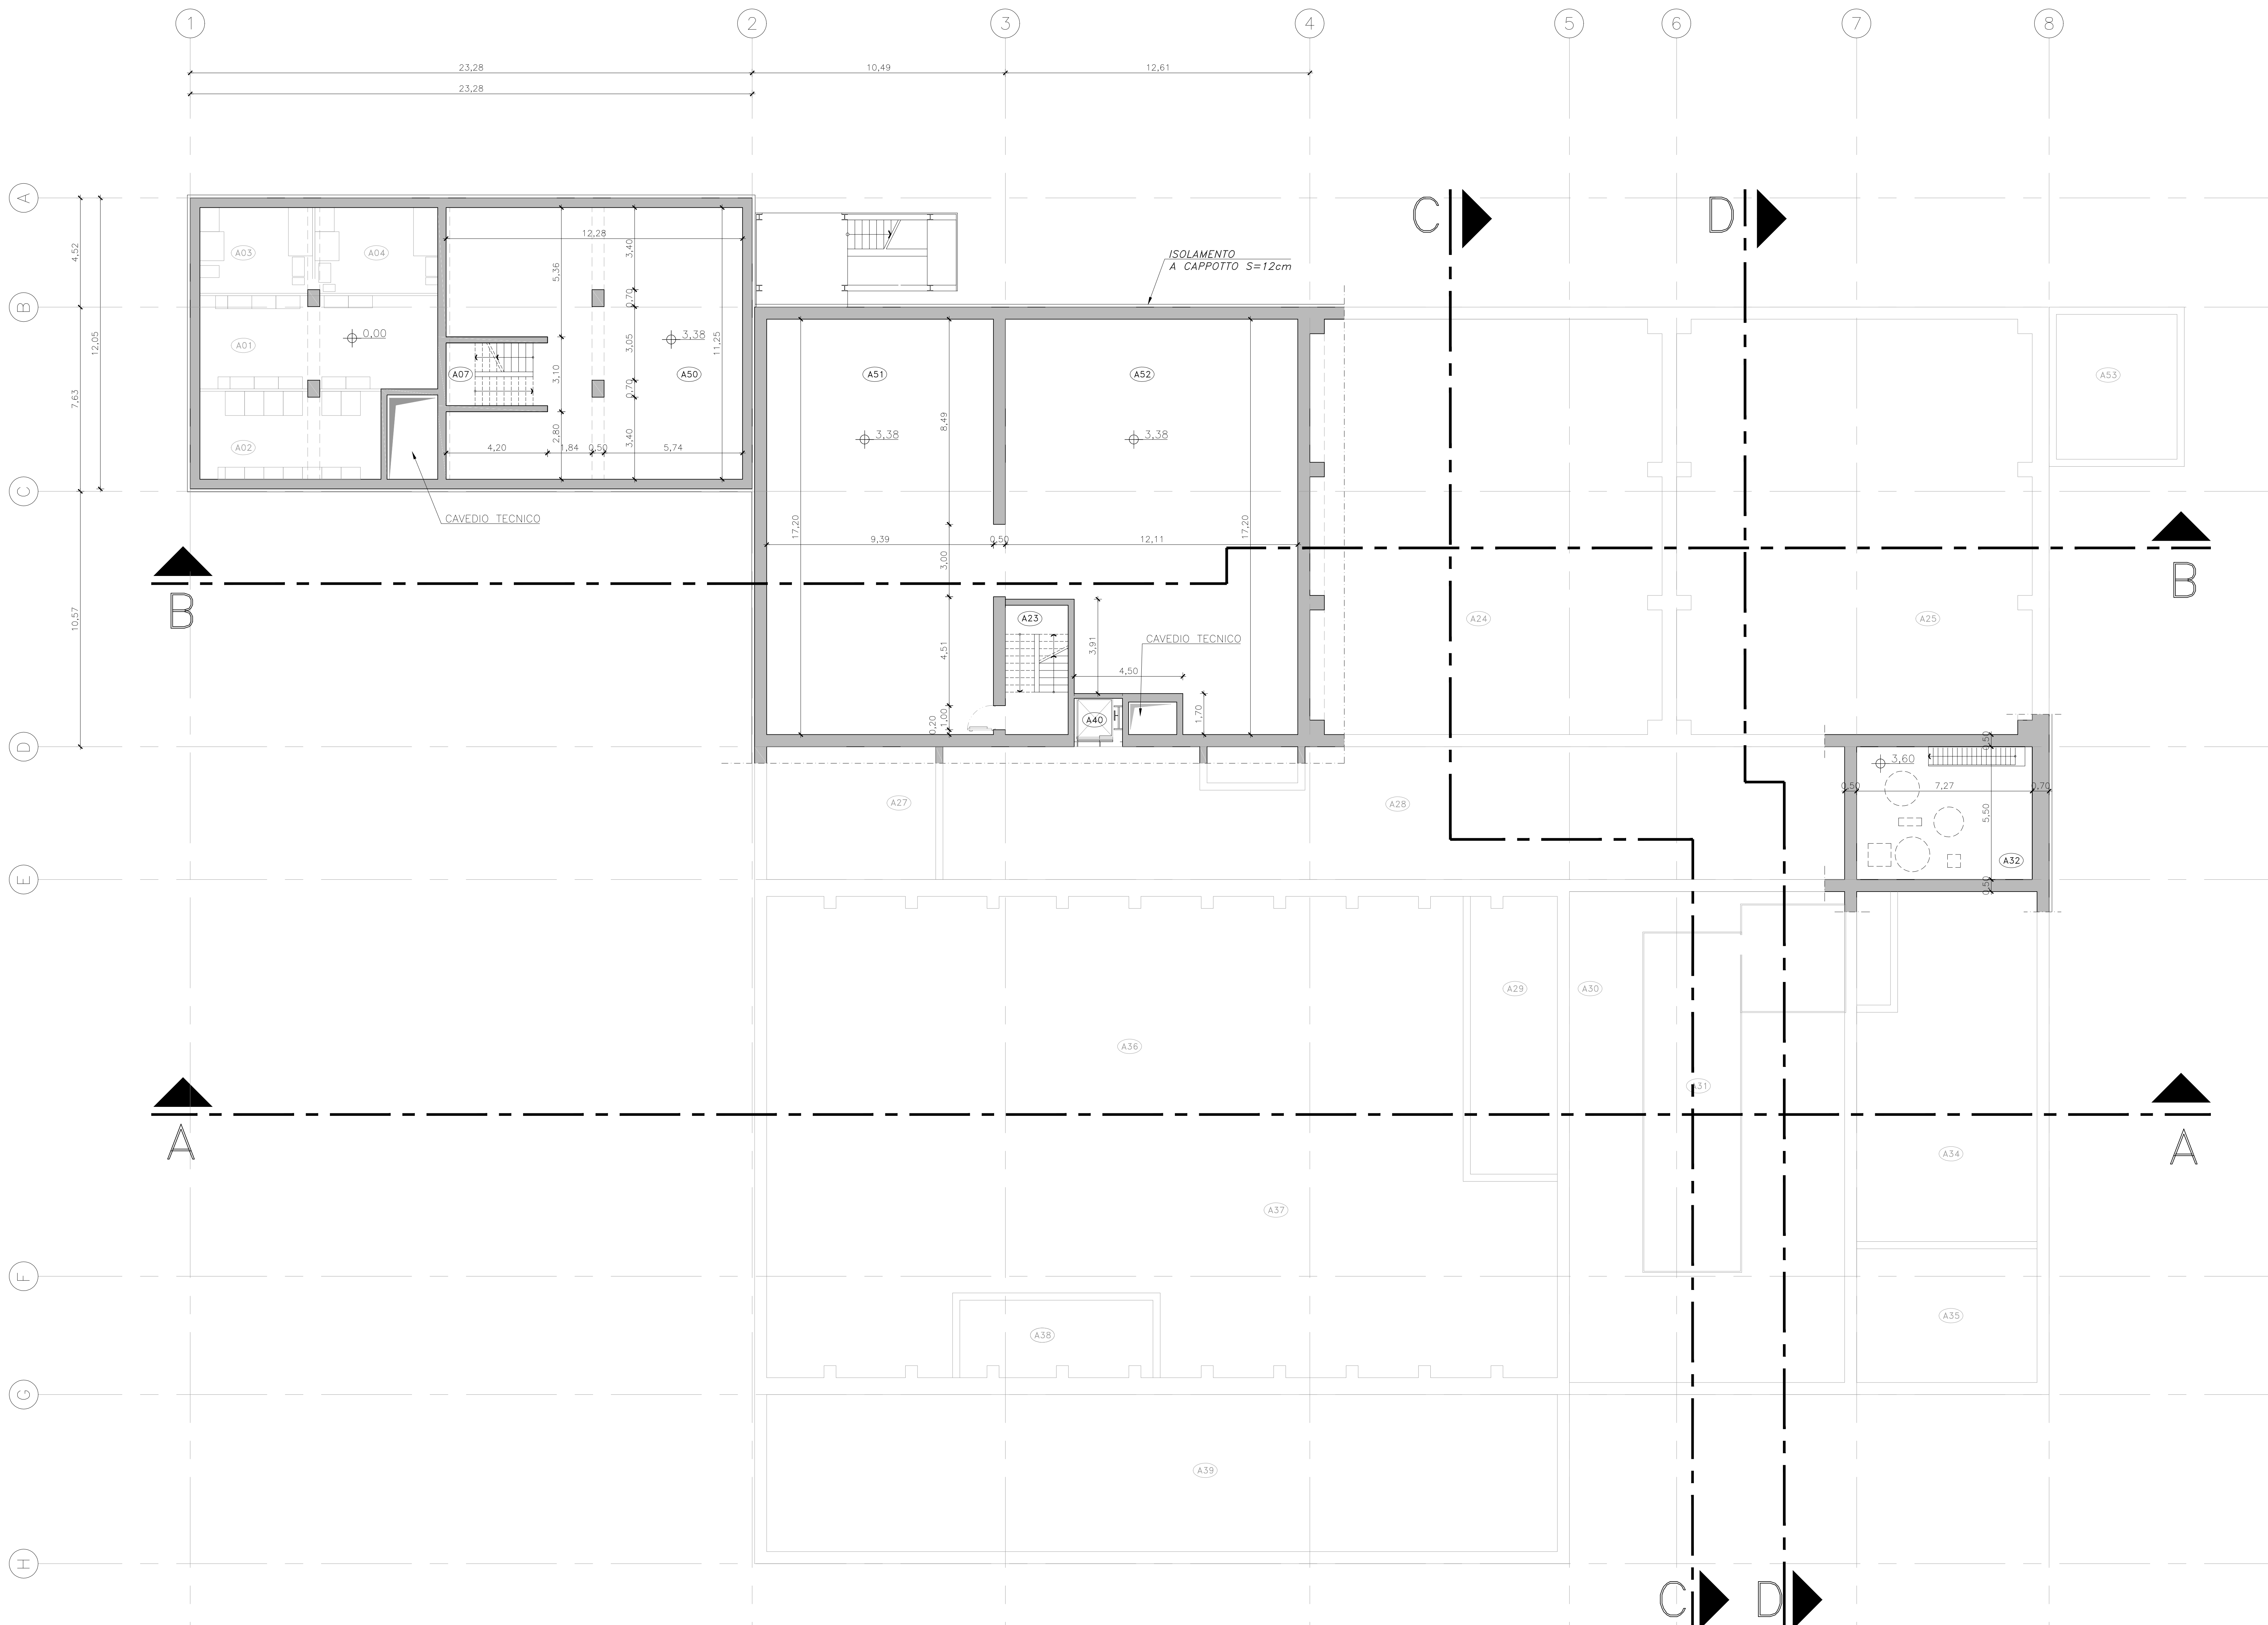 1 2 3 4 5 6 7 8
23,28 10,49 12,61
23,28
A
B
C
D
E
F
G
H
4,52
12,05
7,63
10,57
C D
ISOLAMENTO
A CAPPOTTO S=12cm
A03 A04
A01
A02
0,00
12,28
5,36
3,40
0,70
3,05
3,38
11,25
A07
3,10
A50
0,70
2,80
3,40
4,20 1,84 0,50 5,74
CAVEDIO TECNICO
A51 A52
8,49
3,38 3,38
17,20
17,20
9,39 0,50 12,11
3,00
A23
CAVEDIO TECNICO
4,51
3,91
4,50
1,00
0,20
A40
1,70
A53
B B
A24 A25
A27 A28
3,60
0,50
0,50 7,27 0,70
5,50
A32
0,50
A29 A30
A36
A31
A A
A34
A37
A35
A38
A39
C D